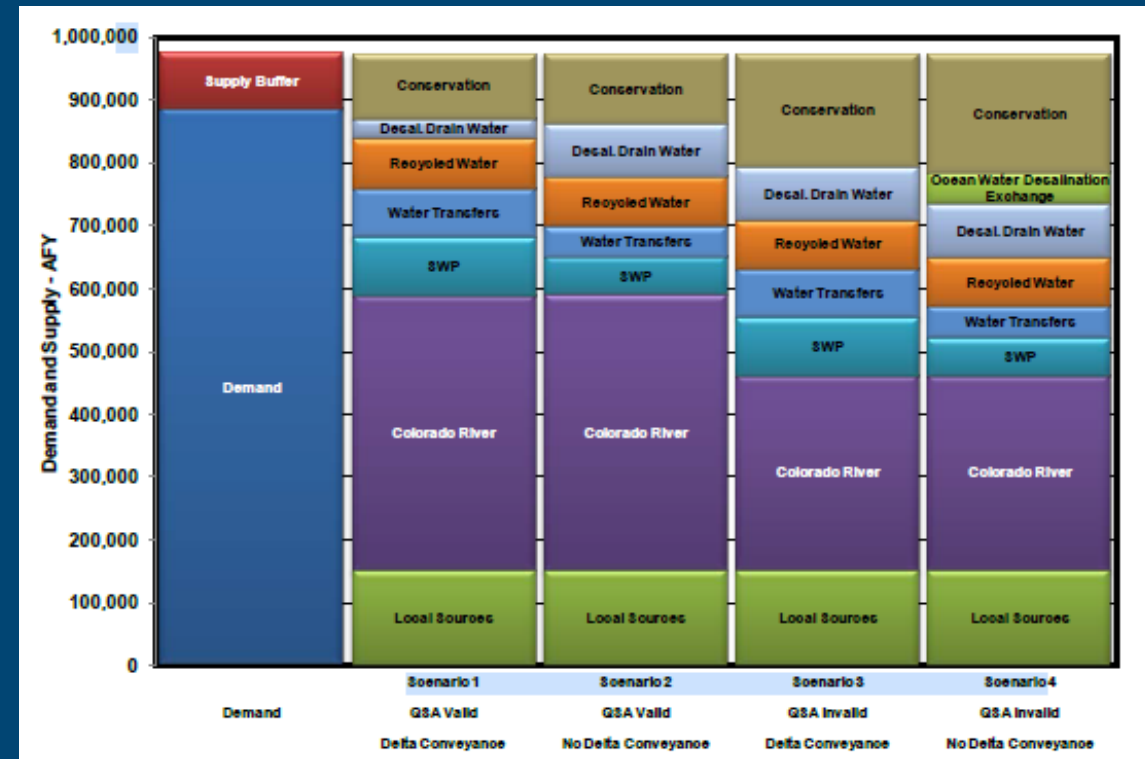 1,000,000
900,000
800,000
700,000
600,000
500,000
400,000
300,000
200,000
100,000
0
Demand and Supply - AFY
Supply Buffer
Demand
Conservation
Desal. Drain Water
Recycled Water
Water Transfers
SWP
Colorado River
Local Sources
Conservation
Desal. Drain Water
Recycled Water
Water Transfers
SWP
Colorado River
Local Sources
Conservation
Desal. Drain Water
Recycled Water
Water Transfers
SWP
Colorado River
Local Sources
Conservation
Ocean Water Desalination
Exchange
Desal. Drain Water
Recycled Water
Water Transfers
SWP
Colorado River
Local Sources
Scenario 1 Scenario 2 Scenario 3 Scenario 4
Demand QSA Valid QSA Valid QSA Invalid QSA Invalid
Delta Conveyance No Delta Conveyance Delta Conveyance No Delta Conveyance